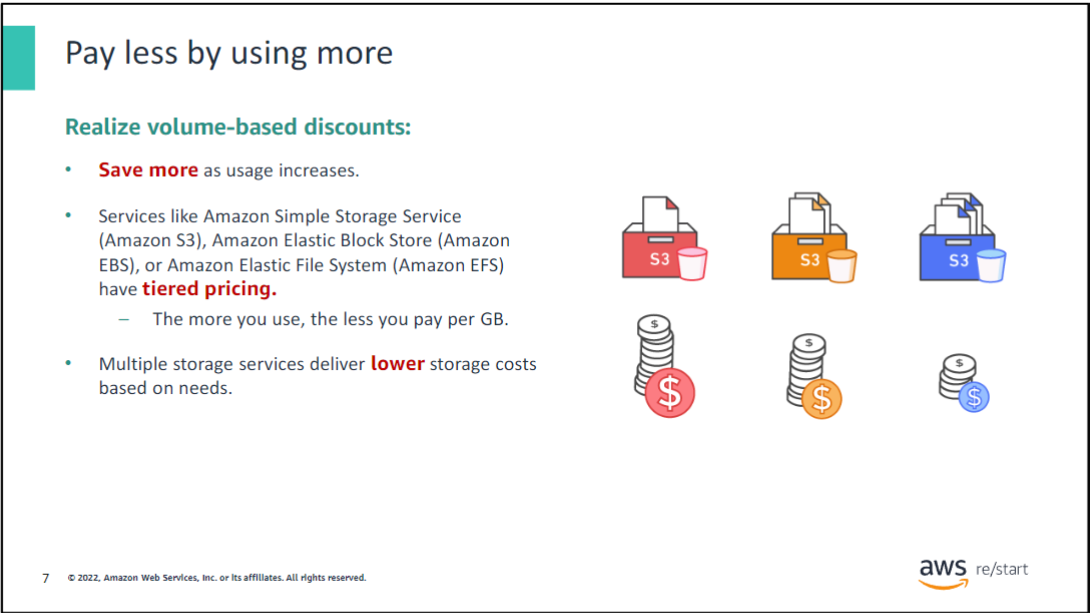 Pay less by using more
Realize volume-based discounts:
• Save more as usage increases.
• Services like Amazon Simple Storage Service
(Amazon S3), Amazon Elastic Block Store (Amazon
EBS), or Amazon Elastic File System (Amazon EFS)
have tiered pricing.
– The more you use, the less you pay per GB.
• Multiple storage services deliver lower storage costs
based on needs.
S3
S3
S3
$
$
$
$
$
$
7
© 2022, Amazon Web Services, Inc. or its affiliates. All rights reserved.
aws re/start